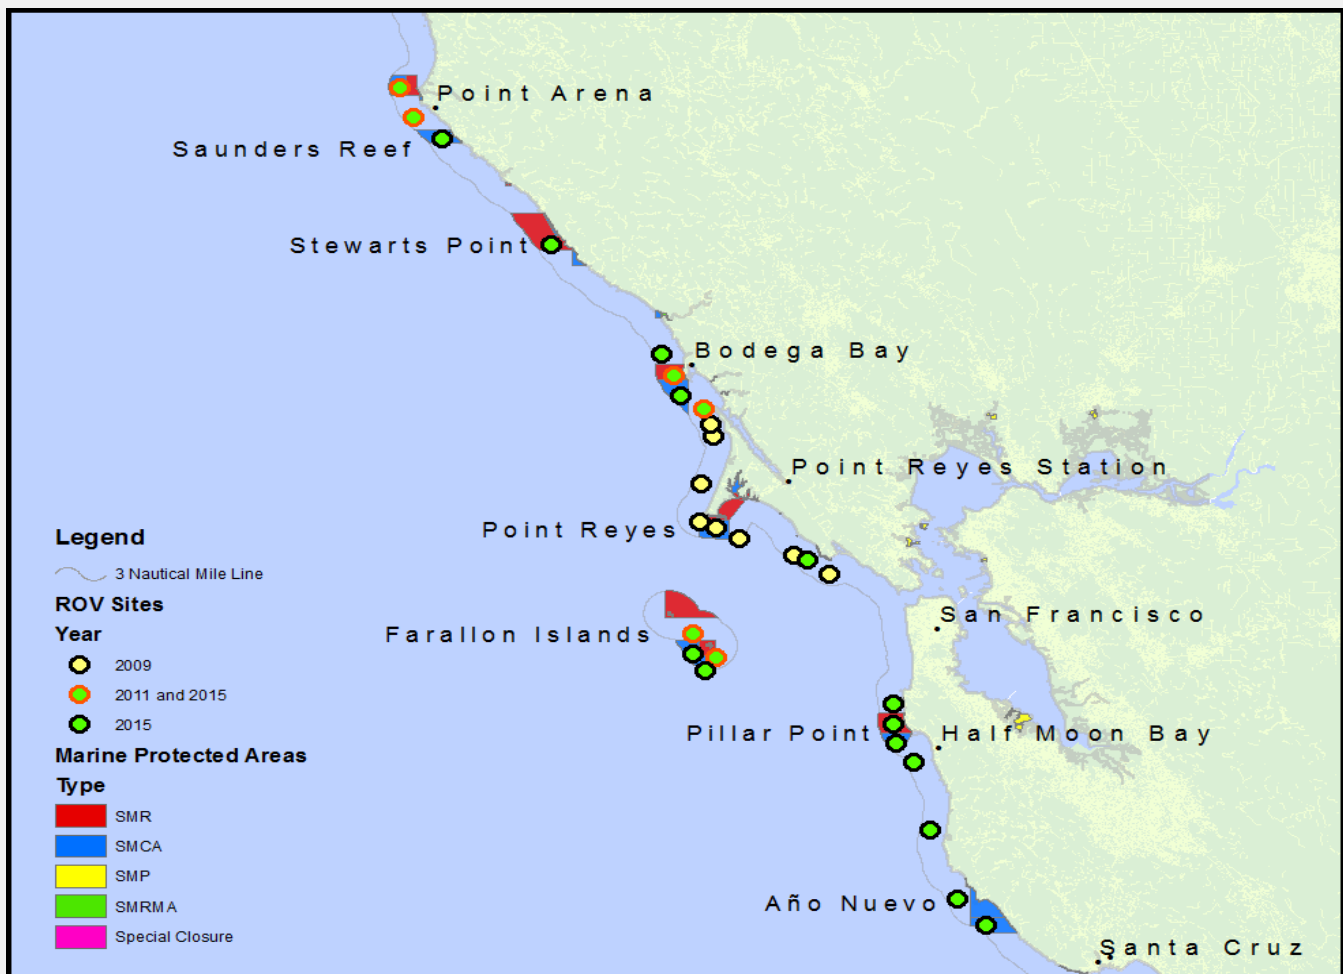 Point Arena
Saunders Reef
Stewarts Point
Bodega Bay
Point Reyes Station
Point Reyes
San Francisco
Farallon Islands
Pillar Point
Half Moon Bay
Año Nuevo
Santa Cruz
Legend
3 Nautical Mile Line
ROV Sites
Year
2009
2011 and 2015
2015
Marine Protected Areas
Type
SMR
SMCA
SMP
SMRMA
Special Closure